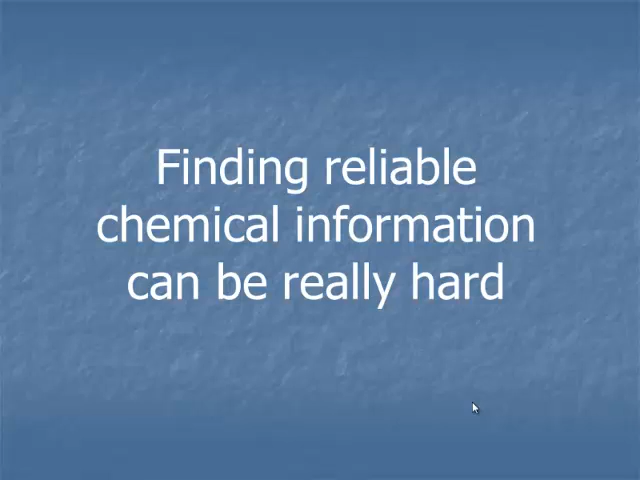 Finding reliable
chemical information
can be really hard